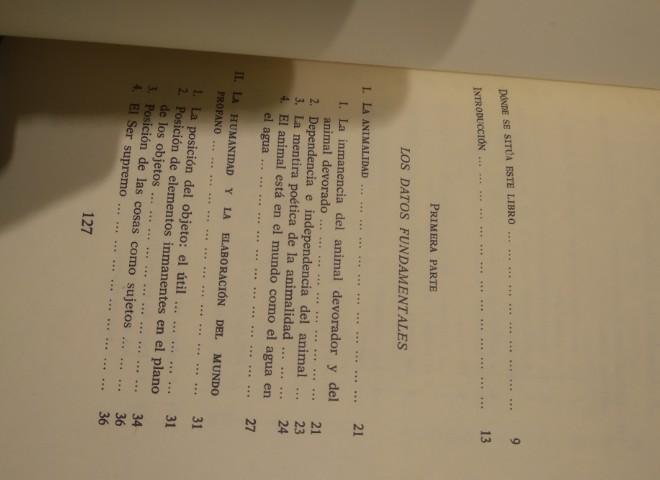 DÓNDE SE SITÚA ESTE LIBRO ... ... ... ... ... ... ... ... 9
INTRODUCCIÓN ... ... ... ... ... ... ... ... ... ... ... 13
PRIMERA PARTE
LOS DATOS FUNDAMENTALES
I. LA ANIMALIDAD ... ... ... ... ... ... ... ... ... ... 21
1. La inmanencia del animal devorador y del
animal devorado ... ... ... ... ... ... ... ... 21
2. Dependencia e independencia del animal ... 23
3. La mentira poética de la animalidad ... ... 24
4. El animal está en el mundo como el agua en
el agua ... ... ... ... ... ... ... ... ... ... ... 27
II. LA HUMANIDAD Y LA ELABORACIÓN DEL MUNDO
PROFANO ... ... ... ... ... ... ... ... ... ... ... 31
1. La posición del objeto: el útil ... ... ... ... 31
2. Posición de elementos inmanentes en el plano
de los objetos ... ... ... ... ... ... ... ... ... 34
3. Posición de las cosas como sujetos ... ... ... 36
4. El Ser supremo ... ... ... ... ... ... ... ... 36
127